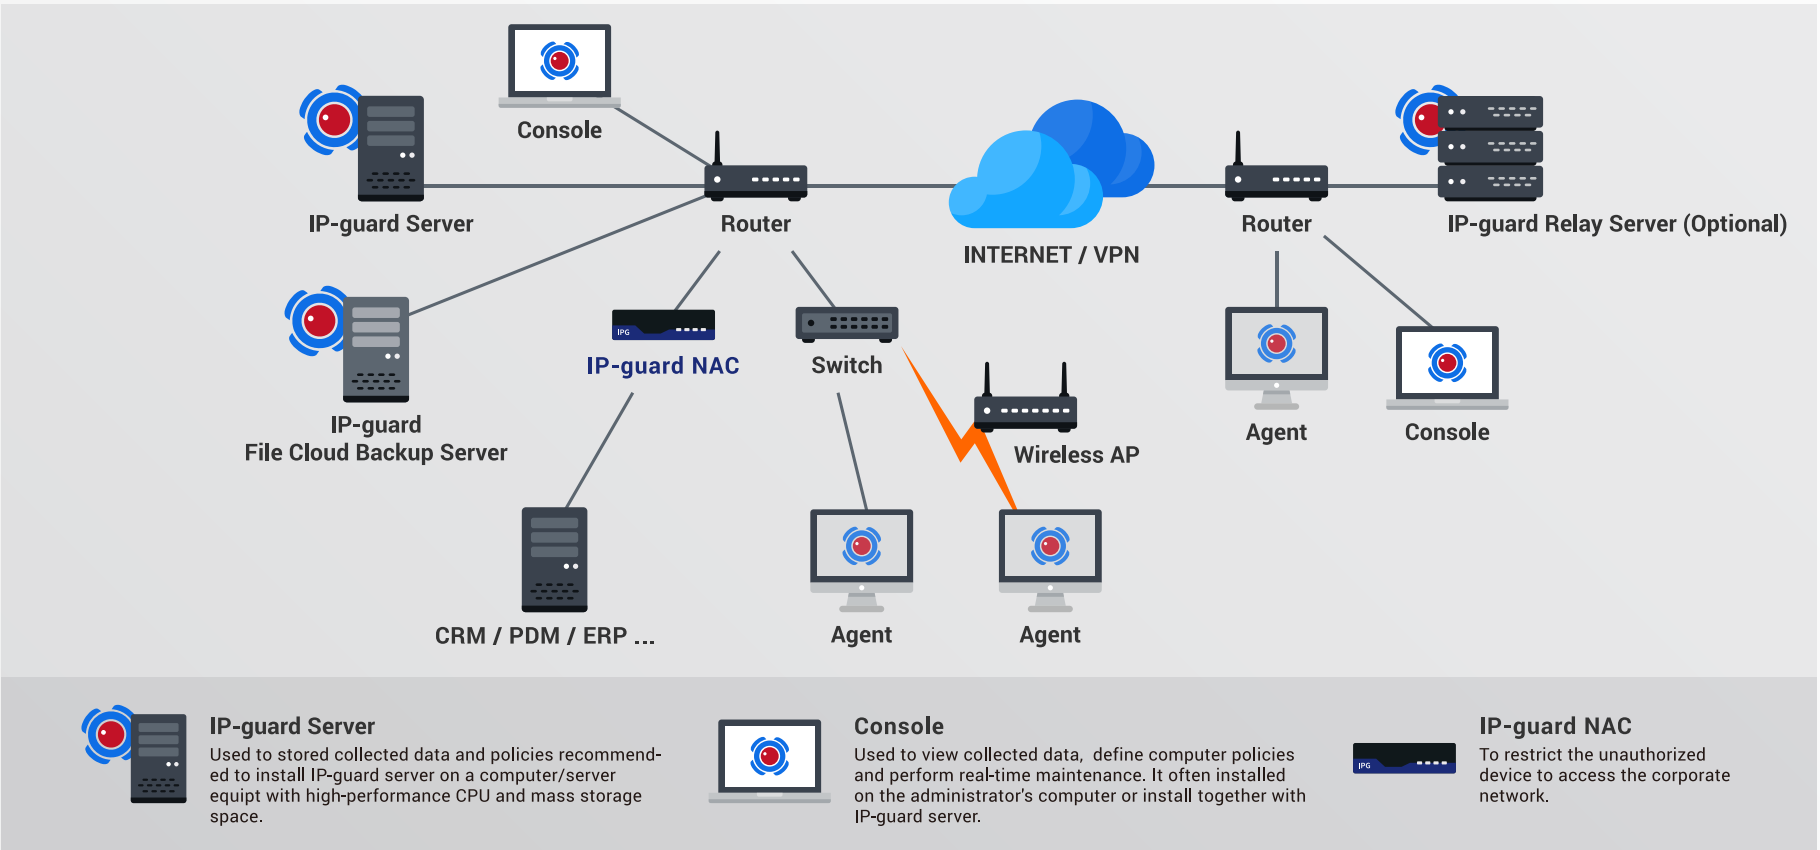 Console
IP-guard Server
Router
INTERNET / VPN
Router
IP-guard Relay Server (Optional)
IPG
IP-guard NAC
Switch
Wireless AP
Agent
Console
IP-guard
File Cloud Backup Server
CRM / PDM / ERP ...
Agent
Agent
IP-guard Server
Used to stored collected data and policies recommend-
ed to install IP-guard server on a computer/server
equipt with high-performance CPU and mass storage
space.
Console
Used to view collected data,  define computer policies
and perform real-time maintenance. It often installed
on the administrator's computer or install together with
IP-guard server.
IPG
IP-guard NAC
To restrict the unauthorized
device to access the corporate
network.